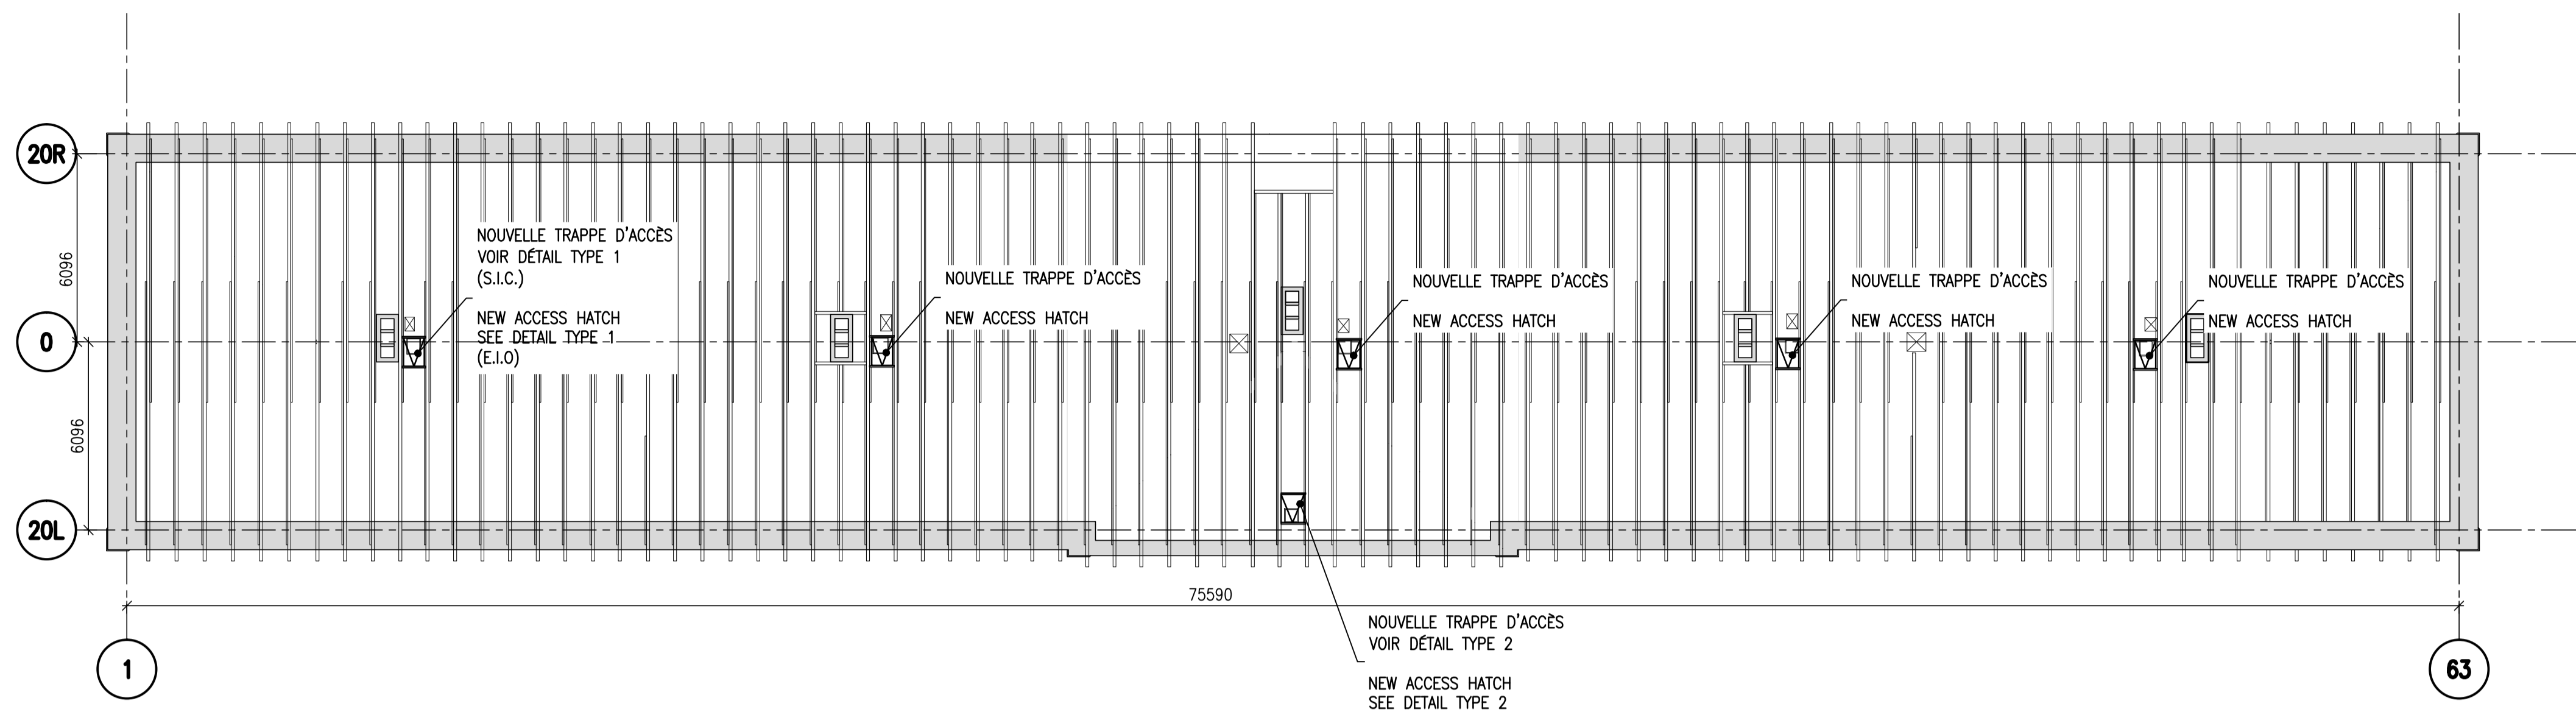 20R
6096
0
6096
20L
NOUVELLE TRAPPE D'ACCÈS
VOIR DÉTAIL TYPE 1
(S.I.C.)
NEW ACCESS HATCH
SEE DETAIL TYPE 1
(E.I.O)
NOUVELLE TRAPPE D'ACCÈS
NEW ACCESS HATCH
NOUVELLE TRAPPE D'ACCÈS
NEW ACCESS HATCH
NOUVELLE TRAPPE D'ACCÈS
NEW ACCESS HATCH
NOUVELLE TRAPPE D'ACCÈS
NEW ACCESS HATCH
75590
NOUVELLE TRAPPE D'ACCÈS
VOIR DÉTAIL TYPE 2
NEW ACCESS HATCH
SEE DETAIL TYPE 2
1
63